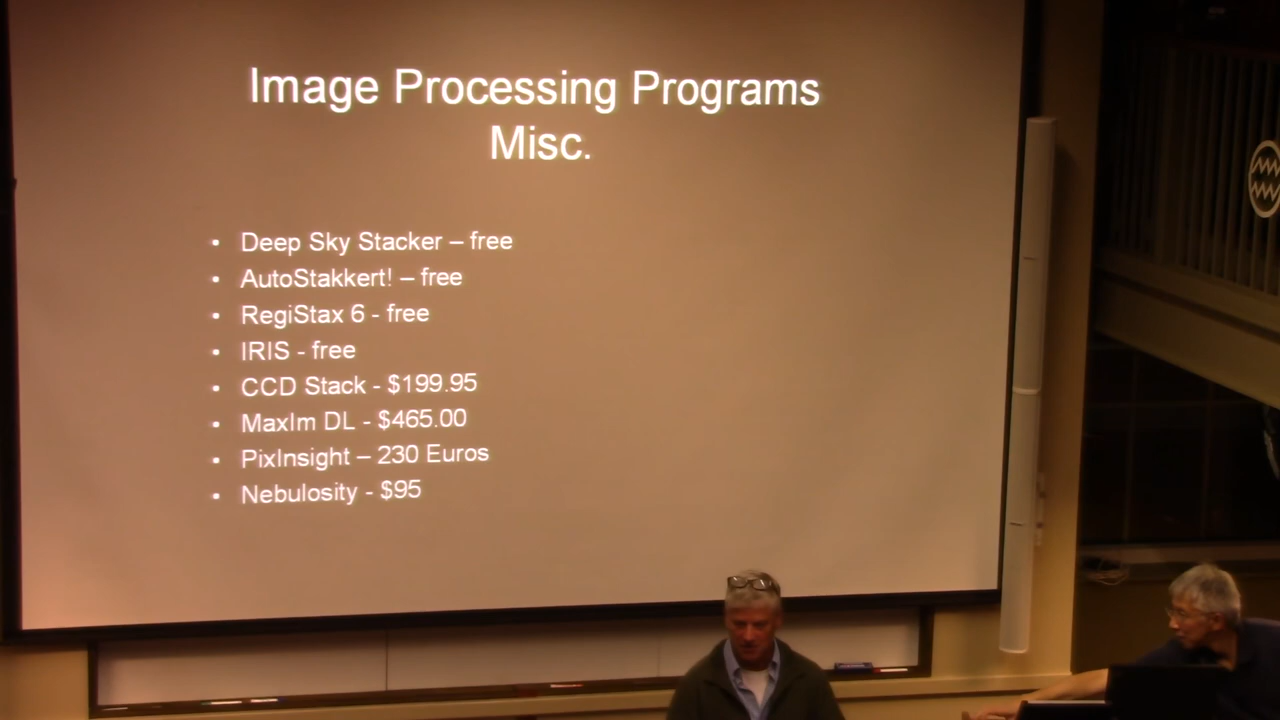 Image Processing Programs
Misc.
• Deep Sky Stacker – free
• AutoStakkert! – free
• RegiStax 6 - free
• IRIS - free
• CCD Stack - $199.95
• MaxIm DL - $465.00
• PixInsight – 230 Euros
• Nebulosity - $95